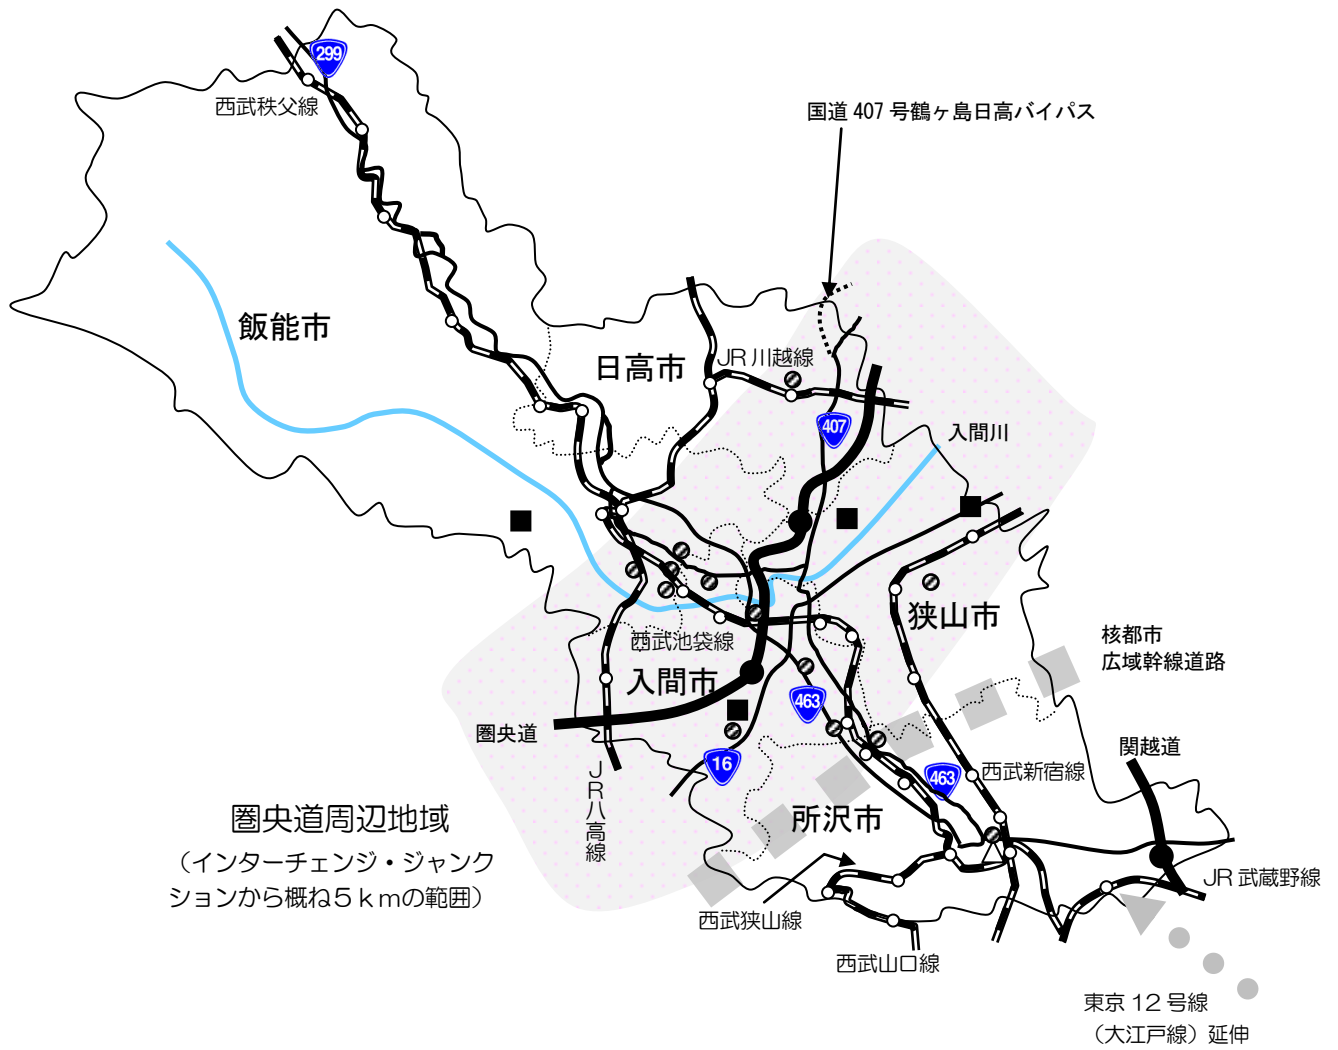 299
西武秩父線
国道 407 号鶴ヶ島日高バイパス
飯能市
日高市
JR 川越線
407
入間川
狭山市
西武池袋線
入間市
核都市
広域幹線道路
463
圏央道
16
関越道
西武新宿線
463
JR八高線
圏央道周辺地域
（インターチェンジ・ジャンク
ションから概ね５ｋｍの範囲）
所沢市
JR 武蔵野線
西武狭山線
西武山口線
東京 12 号線
（大江戸線）延伸